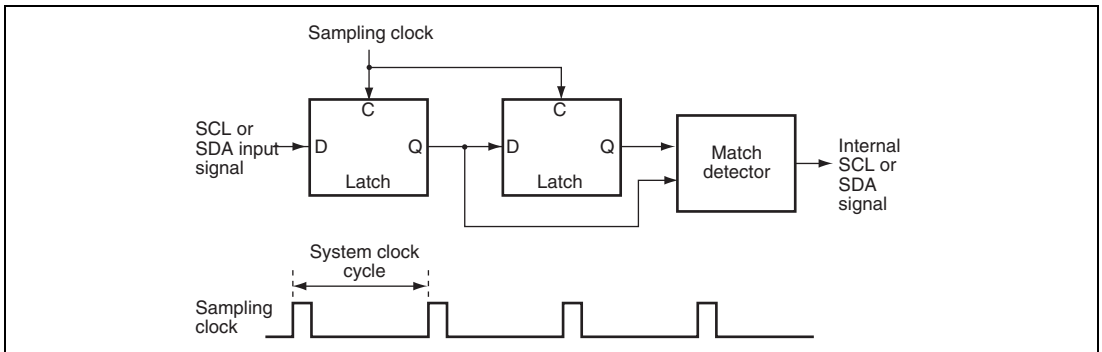 Sampling clock
C
C
SCL or
SDA input
signal
D
Q
Latch
D
Q
Latch
Match
detector
Internal
SCL or
SDA
signal
System clock
cycle
Sampling
clock